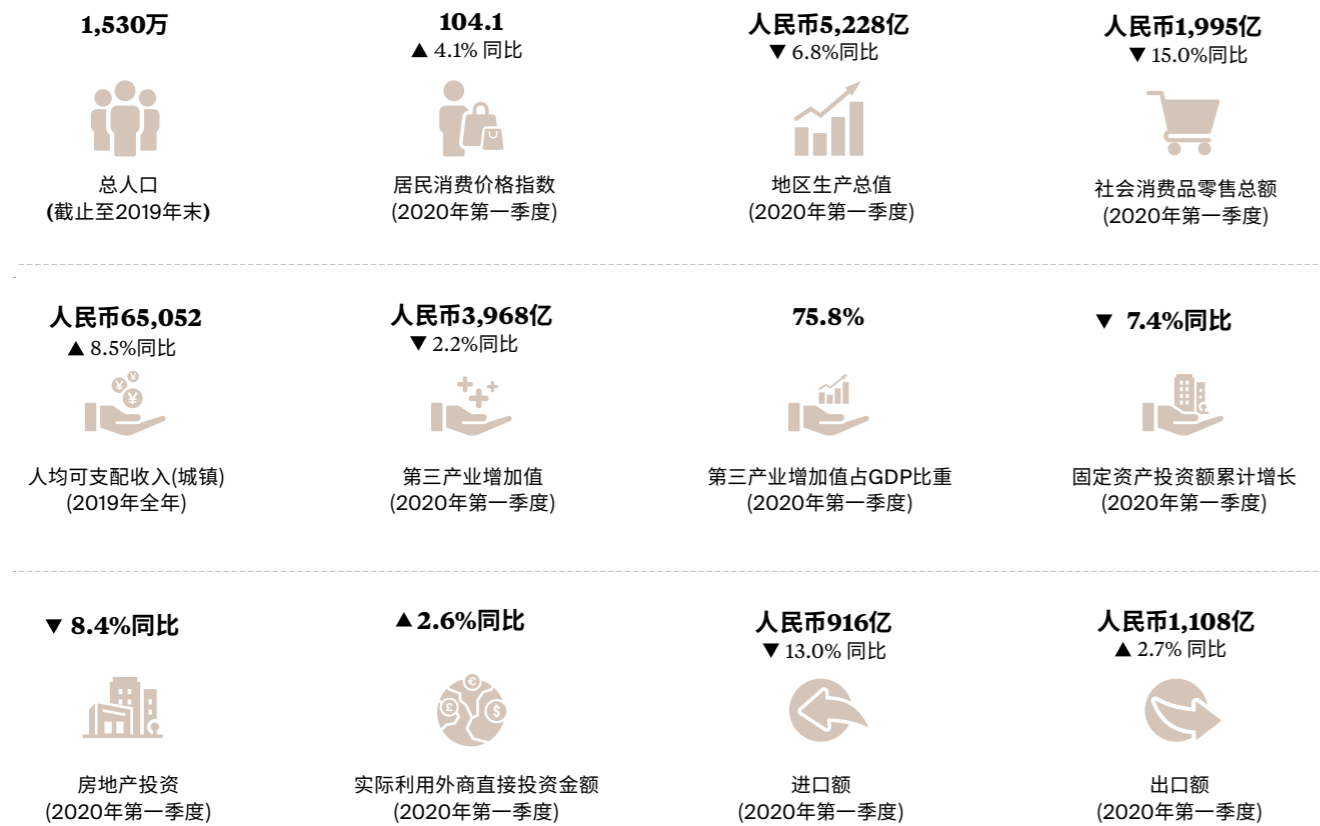 1,530万
总人口
(截止至2019年末)
104.1
▲ 4.1% 同比
居民消费价格指数
(2020年第一季度)
人民币5,228亿
▼ 6.8%同比
地区生产总值
(2020年第一季度)
人民币1,995亿
▼ 15.0%同比
社会消费品零售总额
(2020年第一季度)
人民币65,052
▲ 8.5%同比
人均可支配收入(城镇)
(2019年全年)
人民币3,968亿
▼ 2.2%同比
第三产业增加值
(2020年第一季度)
75.8%
第三产业增加值占GDP比重
(2020年第一季度)
▼ 7.4%同比
固定资产投资额累计增长
(2020年第一季度)
▼ 8.4%同比
房地产投资
(2020年第一季度)
▲2.6%同比
实际利用外商直接投资金额
(2020年第一季度)
人民币916亿
▼ 13.0% 同比
进口额
(2020年第一季度)
人民币1,108亿
▲ 2.7% 同比
出口额
(2020年第一季度)